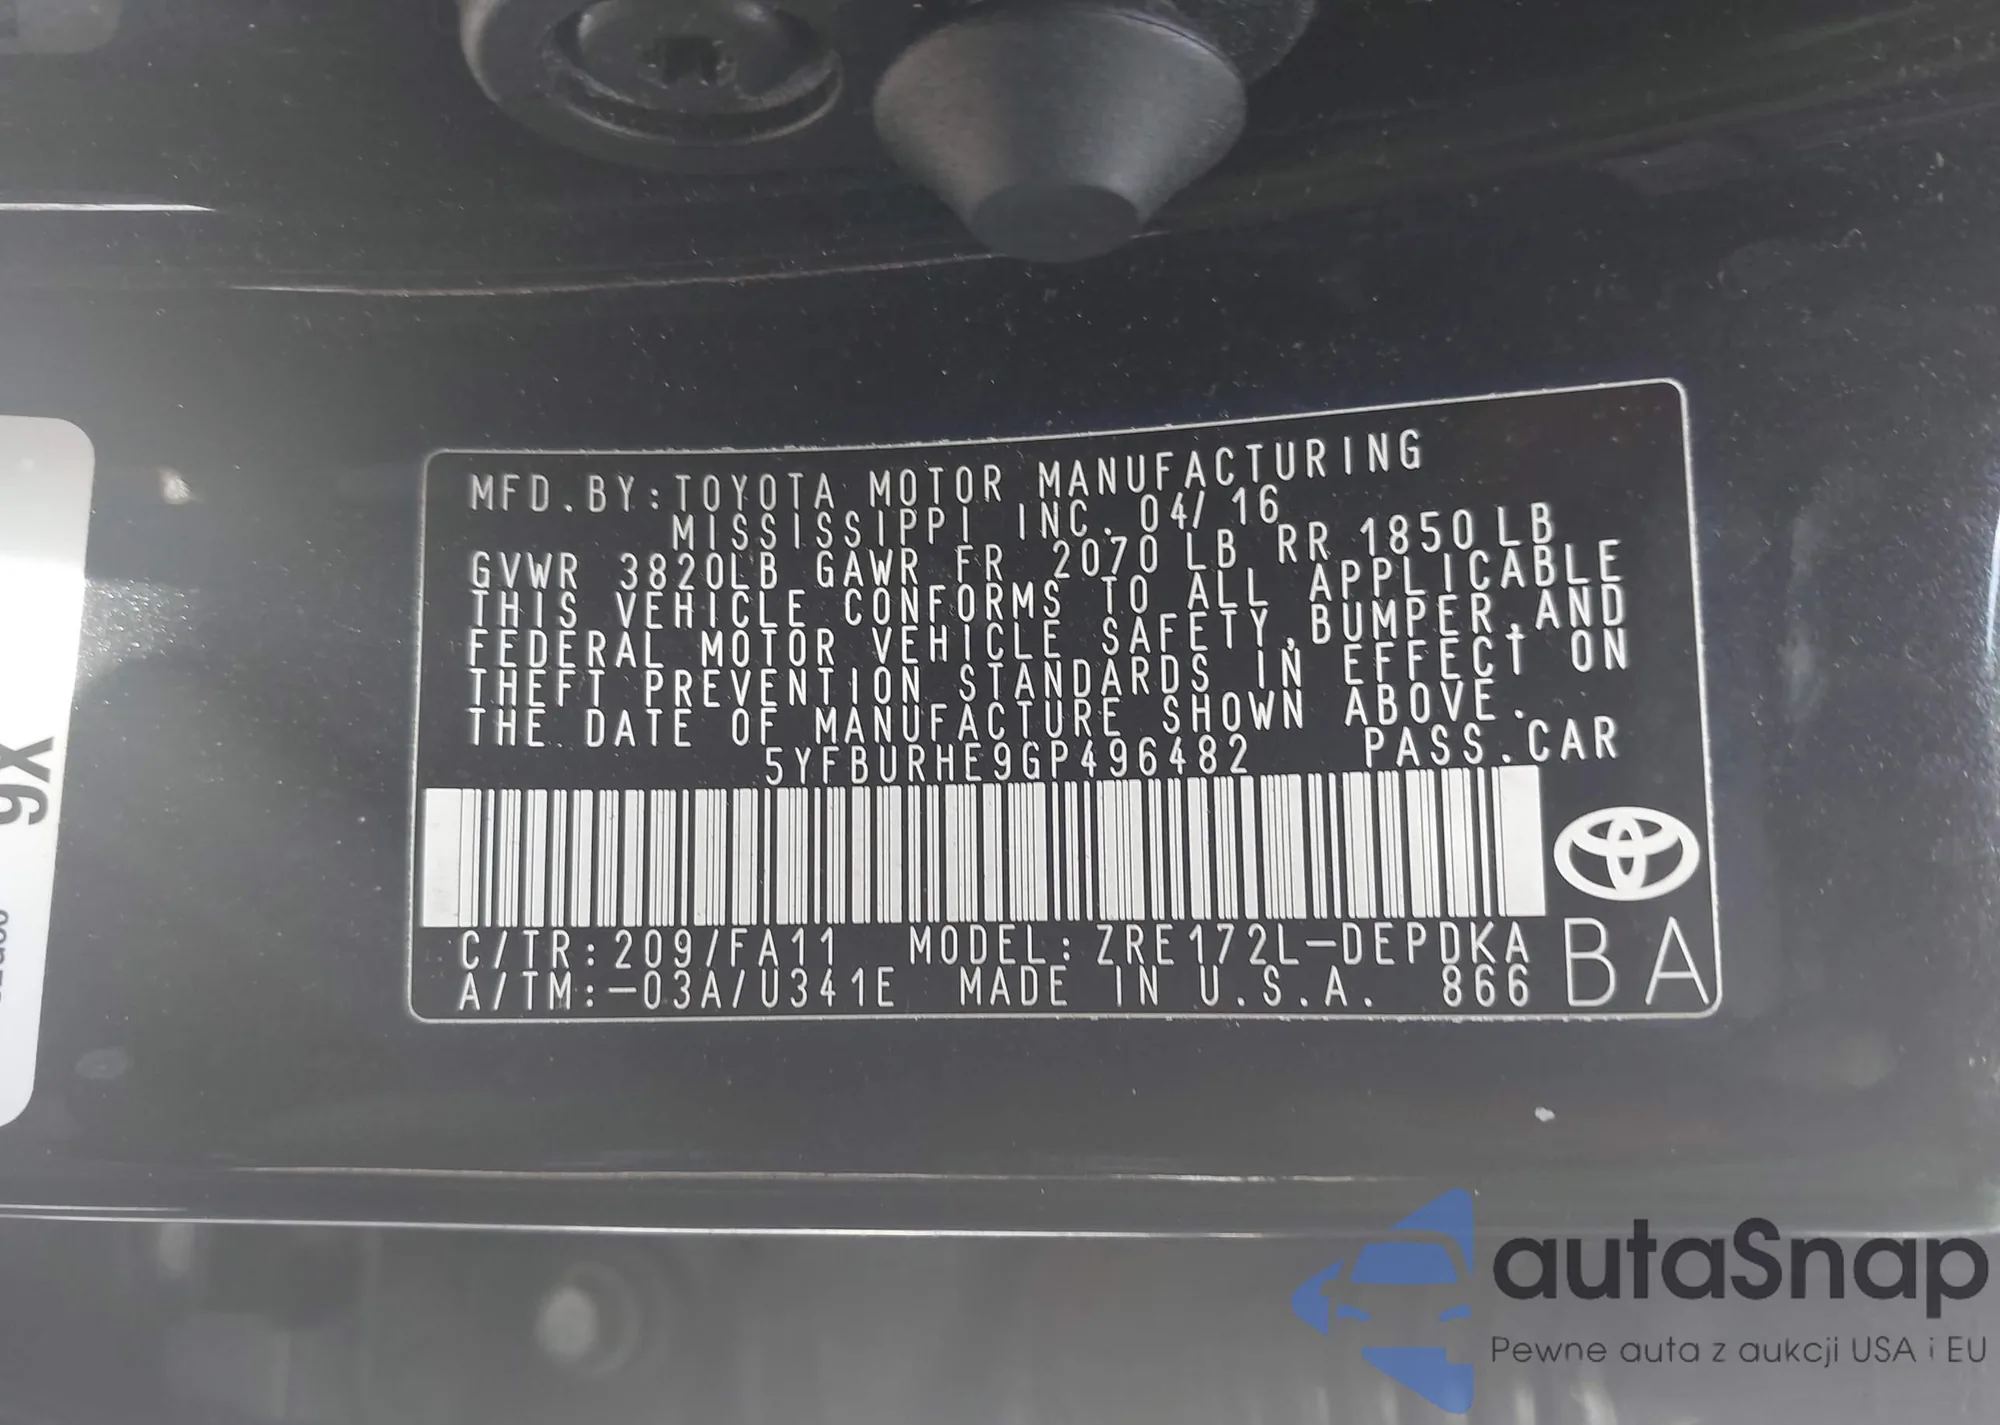 MFD.BY:TOYOTA MOTOR MANUFACTURING
MISSISSIPPI INC. 04/16
GVWR 3820LB GAWR FR 2070 LB RR 1850 LB
THIS VEHICLE CONFORMS TO ALL APPLICABLE
FEDERAL MOTOR VEHICLE SAFETY,BUMPER,AND
THEFT PREVENTION STANDARDS IN EFFECT ON
THE DATE OF MANUFACTURE SHOWN ABOVE.
5YFBURHE9GP496482 PASS.CAR
C/TR:209/FA11 MODEL:ZRE172L-DEPDKA
A/TM:-03A/U341E MADE IN U.S.A. 866
BA
9X
autaSnap
Pewne auta z aukcji USA i EU